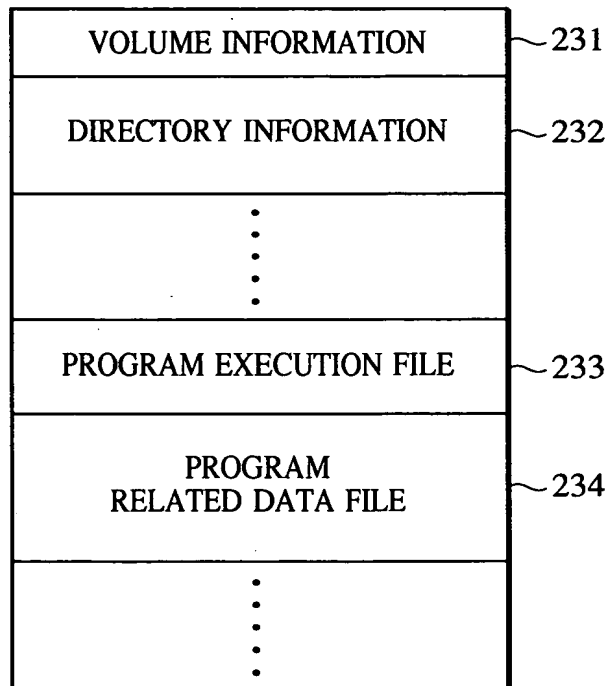 VOLUME INFORMATION 231
DIRECTORY INFORMATION 232
PROGRAM EXECUTION FILE 233
PROGRAM
RELATED DATA FILE 234